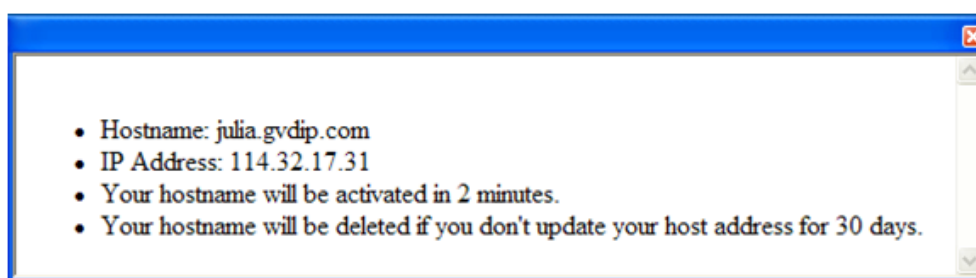 • Hostname: julia.gvdip.com
• IP Address: 114.32.17.31
• Your hostname will be activated in 2 minutes.
• Your hostname will be deleted if you don't update your host address for 30 days.